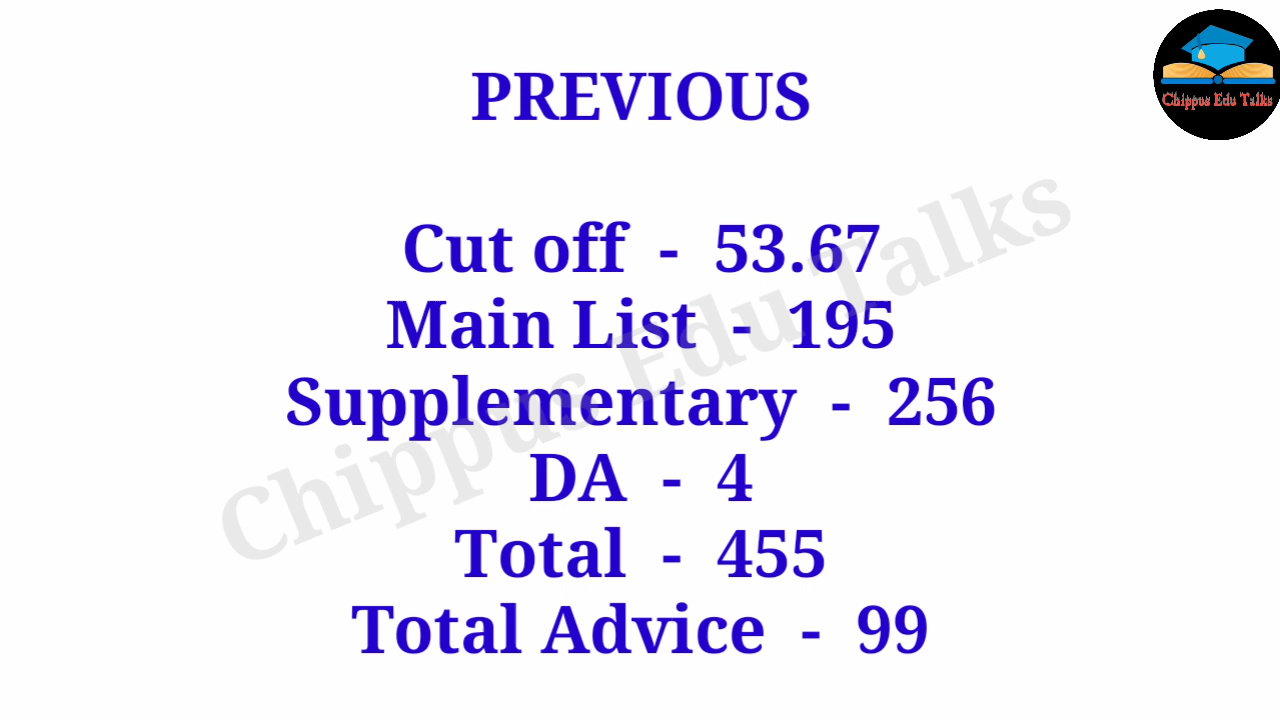 PREVIOUS
Chippus Edu Talks
Cut off - 53.67
Main List - 195
Supplementary - 256
DA - 4
Total - 455
Total Advice - 99
Chippus Edu Talks